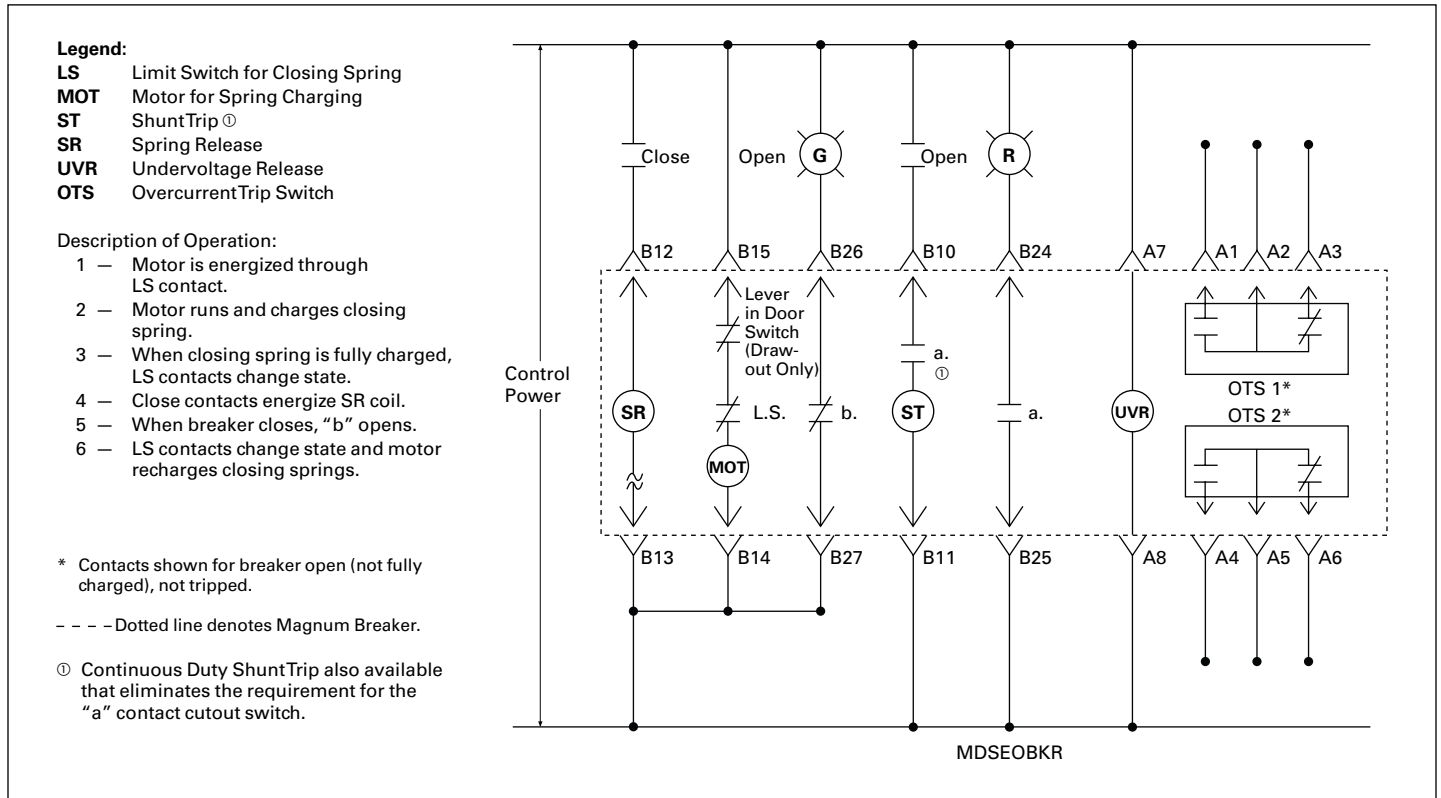 Legend:
LS Limit Switch for Closing Spring
MOT Motor for Spring Charging
ST Shunt Trip ①
SR Spring Release
UVR Undervoltage Release
OTS Overcurrent Trip Switch
Description of Operation:
1 — Motor is energized through
LS contact.
2 — Motor runs and charges closing
spring.
3 — When closing spring is fully charged,
LS contacts change state.
4 — Close contacts energize SR coil.
5 — When breaker closes, "b" opens.
6 — LS contacts change state and motor
recharges closing springs.
* Contacts shown for breaker open (not fully
charged), not tripped.
– – – – Dotted line denotes Magnum Breaker.
① Continuous Duty Shunt Trip also available
that eliminates the requirement for the
"a" contact cutout switch.
Control
Power
Close
Open
G
Open
R
B12 B15 B26 B10 B24 A7 A1 A2 A3
Lever
in Door
Switch
(Draw-
out Only)
a.
①
OTS 1*
SR
L.S.
b.
ST
a.
UVR
OTS 2*
MOT
B13 B14 B27 B11 B25 A8 A4 A5 A6
MDSEOBKR